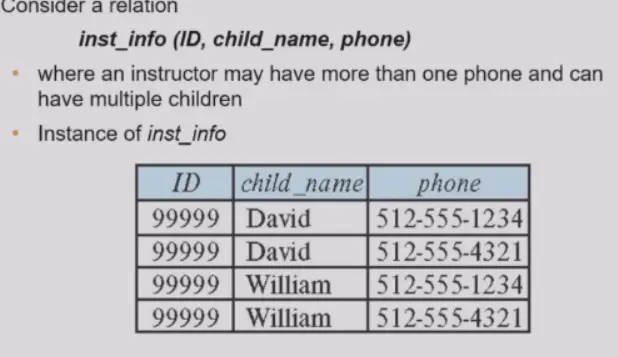 Consider a relation
inst_info (ID, child_name, phone)
• where an instructor may have more than one phone and can
have multiple children
• Instance of inst_info
ID child_name phone
99999 David 512-555-1234
99999 David 512-555-4321
99999 William 512-555-1234
99999 William 512-555-4321